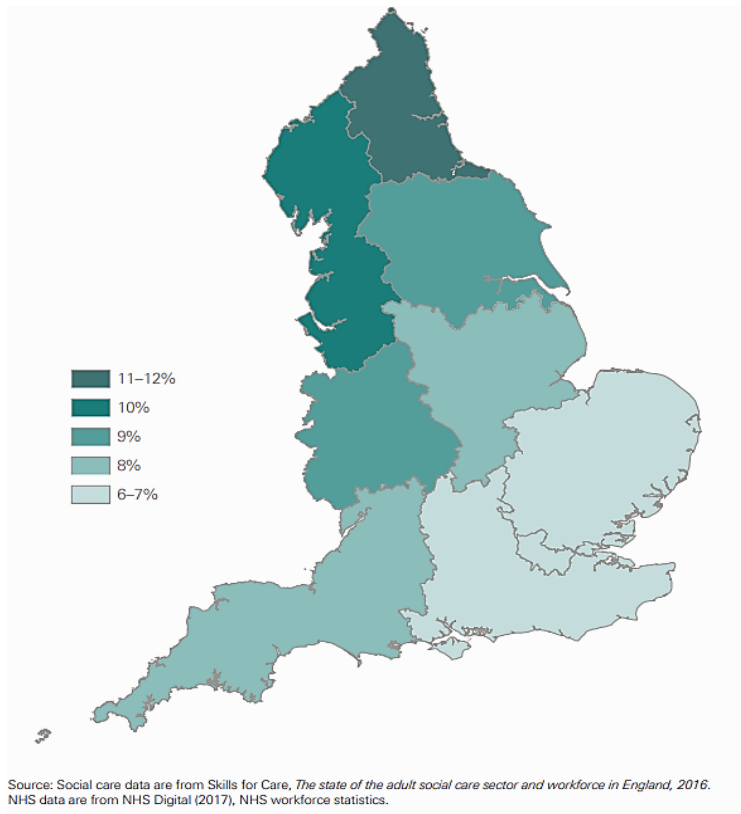 11–12%
10%
9%
8%
6–7%
Source: Social care data are from Skills for Care, The state of the adult social care sector and workforce in England, 2016.
NHS data are from NHS Digital (2017), NHS workforce statistics.